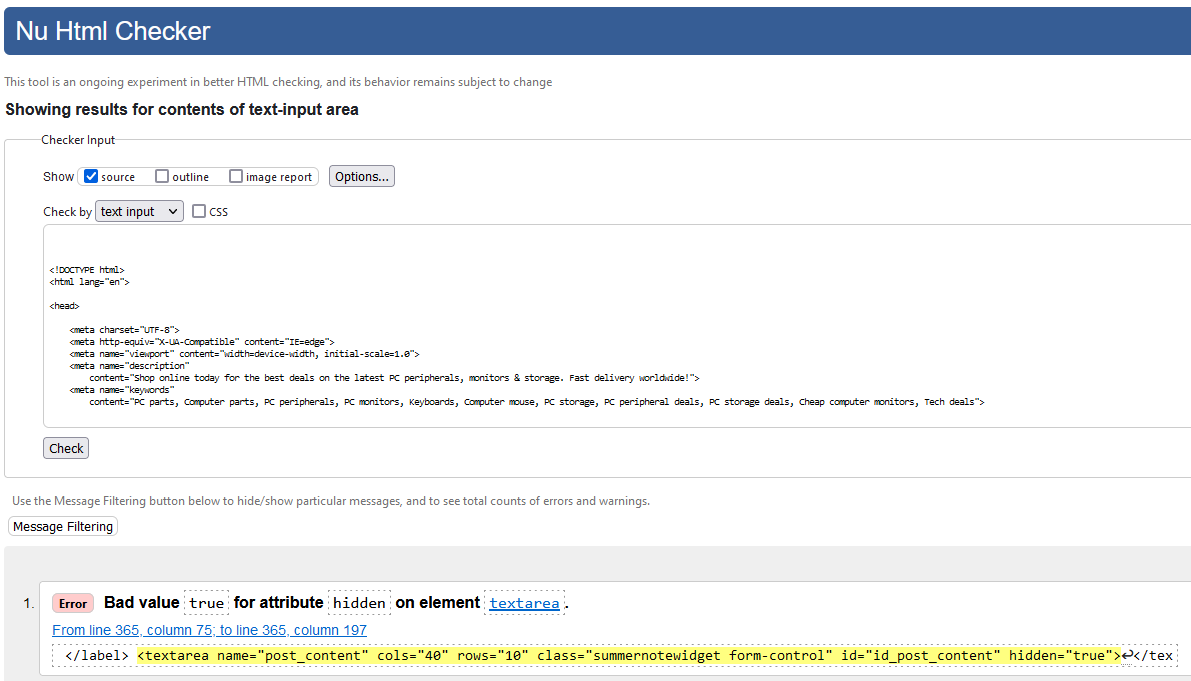 Nu Html Checker
This tool is an ongoing experiment in better HTML checking, and its behavior remains subject to change
Showing results for contents of text-input area
Checker Input
Show source outline image report Options...
Check by text input CSS
<!DOCTYPE html>
<html lang="en">
<head>
<meta charset="UTF-8">
<meta http-equiv="X-UA-Compatible" content="IE=edge">
<meta name="viewport" content="width=device-width, initial-scale=1.0">
<meta name="description"
content="Shop online today for the best deals on the latest PC peripherals, monitors & storage. Fast delivery worldwide!">
<meta name="keywords"
content="PC parts, Computer parts, PC peripherals, PC monitors, Keyboards, Computer mouse, PC storage, PC peripheral deals, PC storage deals, Cheap computer monitors, Tech deals">
Check
Use the Message Filtering button below to hide/show particular messages, and to see total counts of errors and warnings.
Message Filtering
1. Error Bad value true for attribute hidden on element textarea.
From line 365, column 75; to line 365, column 197
</label> <textarea name="post_content" cols="40" rows="10" class="summernotewidget form-control" id="id_post_content" hidden="true">↩</tex